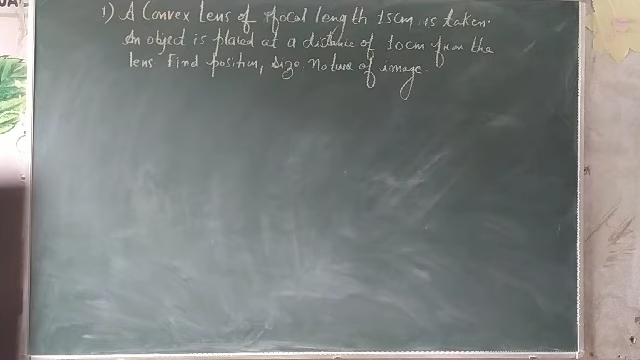 1) A Convex lens of focal length 15cm is taken.
An object is placed at a distance of 10cm from the
lens Find position, size, nature of image.